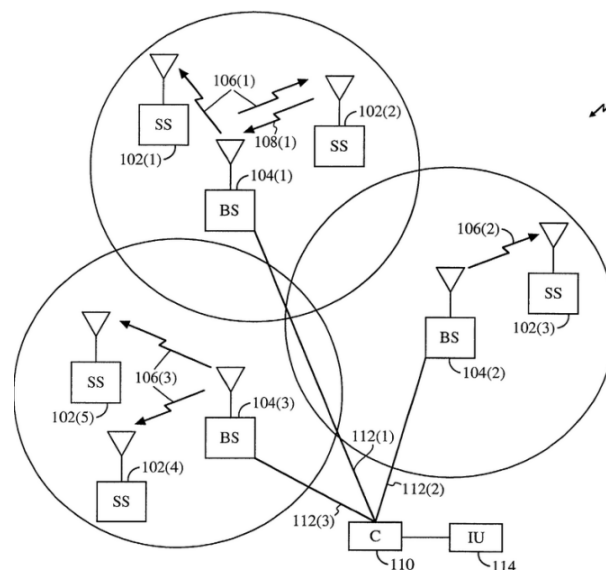 106(1)
SS
102(1)
108(1)
102(2)
SS
104(1)
BS
106(2)
SS
102(3)
BS
104(2)
SS
102(5)
106(3)
104(3)
BS
102(4)
SS
112(1)
112(2)
112(3)
C
110
IU
114